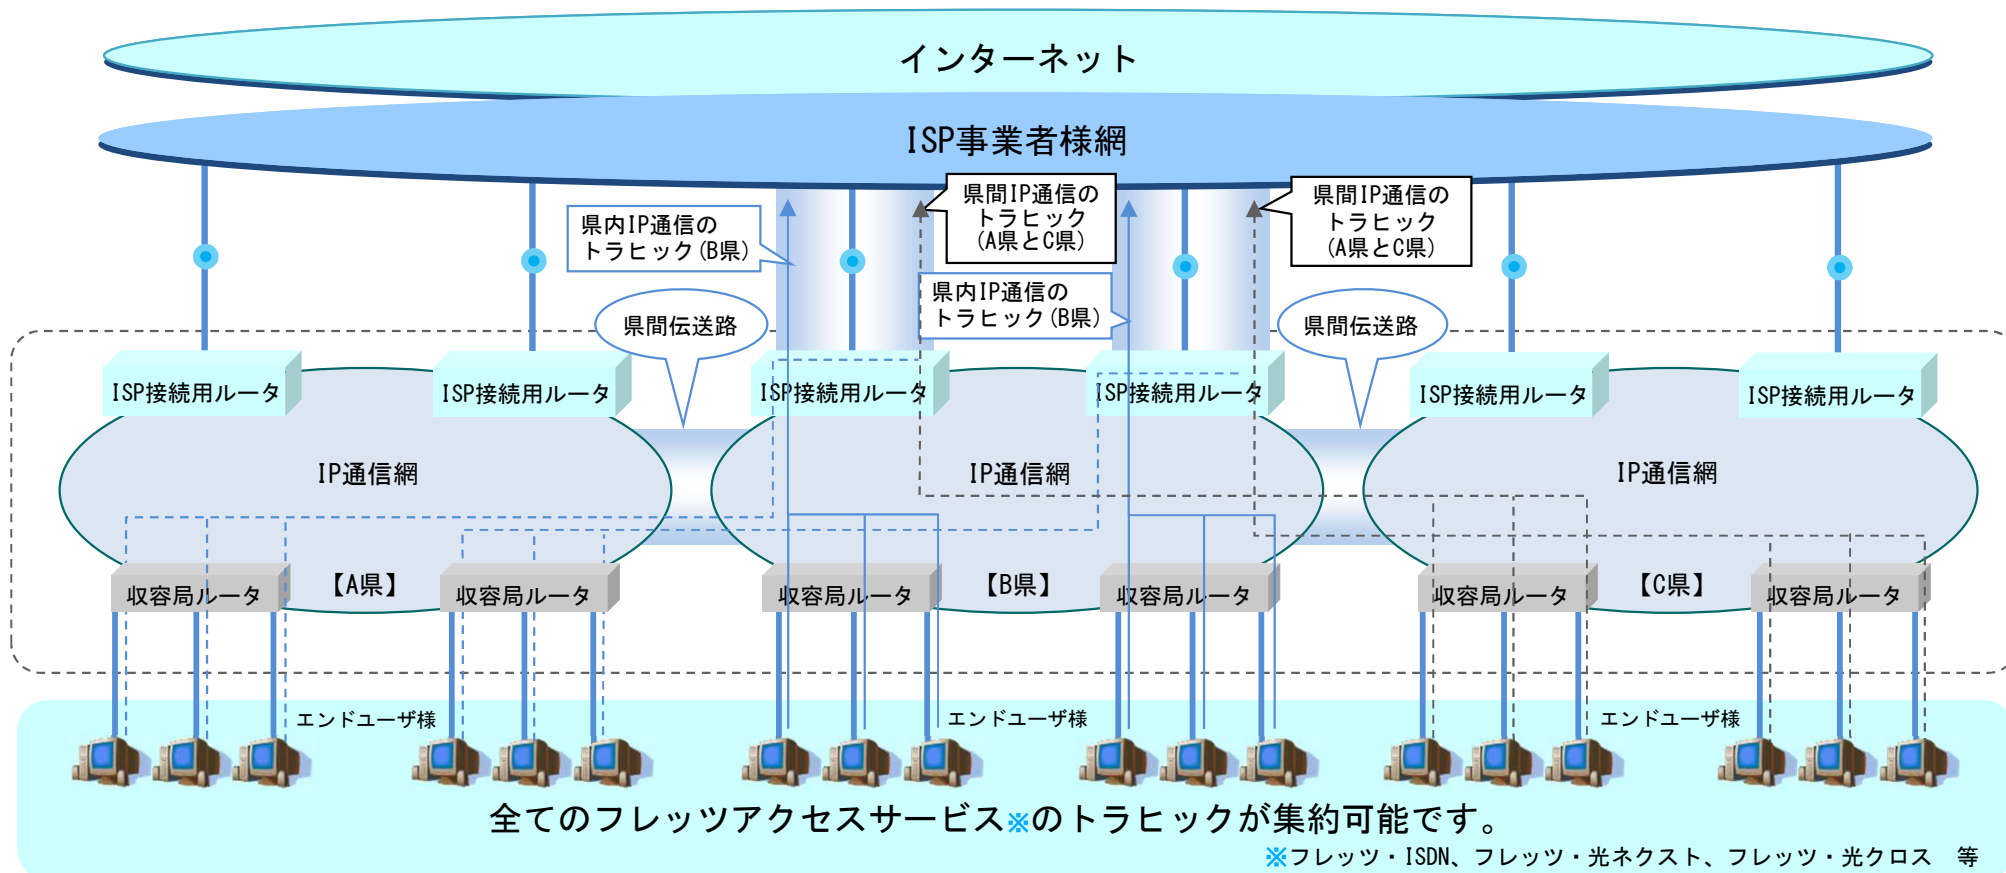 インターネット
ISP事業者様網
県内IP通信の
トラヒック(B県)
県間IP通信の
トラヒック
(A県とC県)
県内IP通信の
トラヒック(B県)
県間IP通信の
トラヒック
(A県とC県)
県間伝送路
県間伝送路
ISP接続用ルータ
ISP接続用ルータ
ISP接続用ルータ
ISP接続用ルータ
ISP接続用ルータ
ISP接続用ルータ
IP通信網
IP通信網
IP通信網
収容局ルータ
【A県】
収容局ルータ
収容局ルータ
【B県】
収容局ルータ
収容局ルータ
【C県】
収容局ルータ
エンドユーザ様
エンドユーザ様
エンドユーザ様
全てのフレッツアクセスサービス※のトラヒックが集約可能です。
※フレッツ・ISDN、フレッツ・光ネクスト、フレッツ・光クロス　等